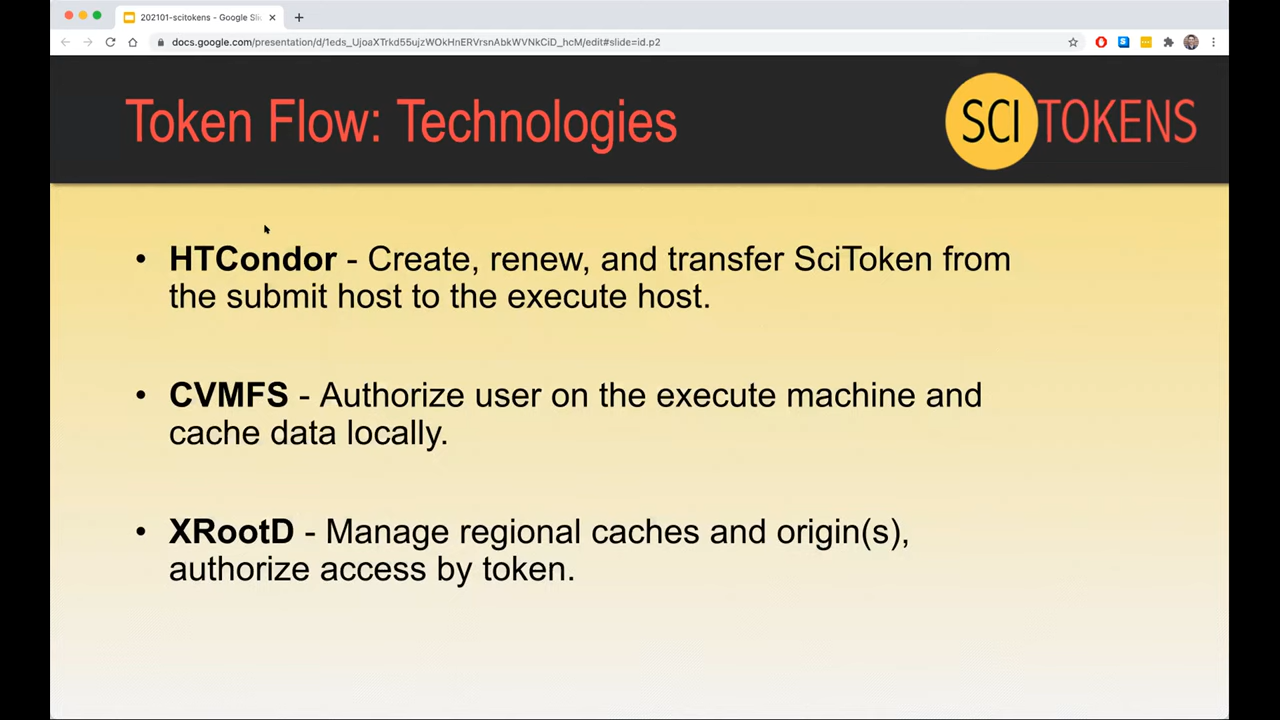 202101-scitokens - Google Sli
docs.google.com/presentation/d/1eds_UjoaXTrkd55ujzWOkHnERVrsnAbkWVNkCiD_hcM/edit#slide=id.p2
Token Flow: Technologies
SCITOKENS
• HTCondor - Create, renew, and transfer SciToken from
the submit host to the execute host.
• CVMFS - Authorize user on the execute machine and
cache data locally.
• XRootD - Manage regional caches and origin(s),
authorize access by token.